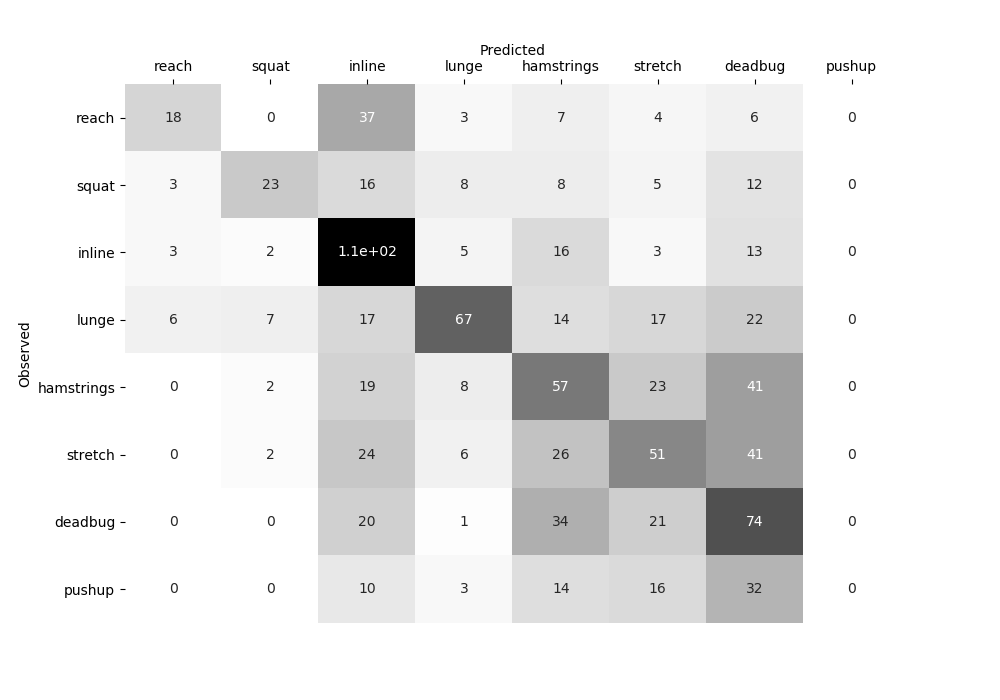 Predicted
reach squat inline lunge hamstrings stretch deadbug pushup
reach 18 0 37 3 7 4 6 0
squat 3 23 16 8 8 5 12 0
inline 3 2 1.1e+02 5 16 3 13 0
lunge 6 7 17 67 14 17 22 0
Observed
hamstrings 0 2 19 8 57 23 41 0
stretch 0 2 24 6 26 51 41 0
deadbug 0 0 20 1 34 21 74 0
pushup 0 0 10 3 14 16 32 0